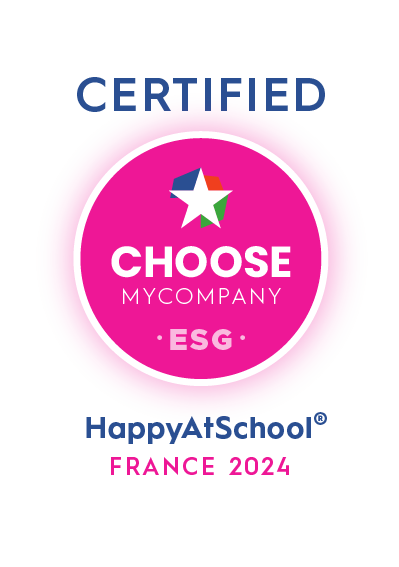 CERTIFIED
CHOOSE
MYCOMPANY
· ESG ·
HappyAtSchool®
FRANCE 2024